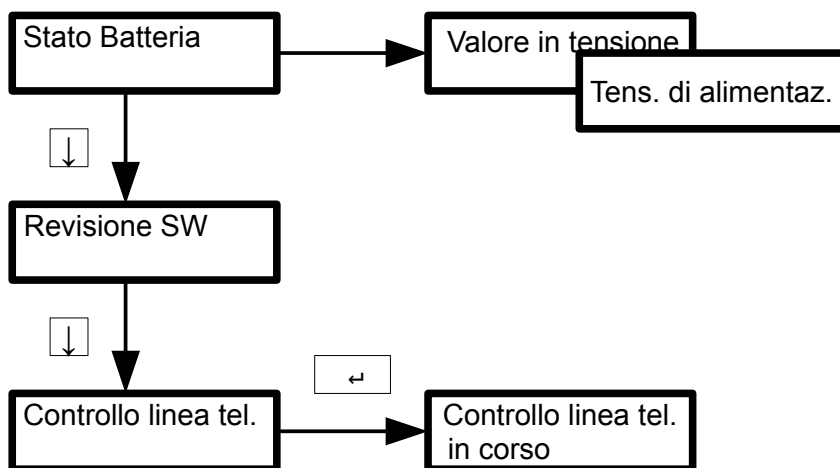 Stato Batteria
Valore in tensione
Tens. di alimentaz.
↓
Revisione SW
↓
↵
Controllo linea tel.
Controllo linea tel.
in corso